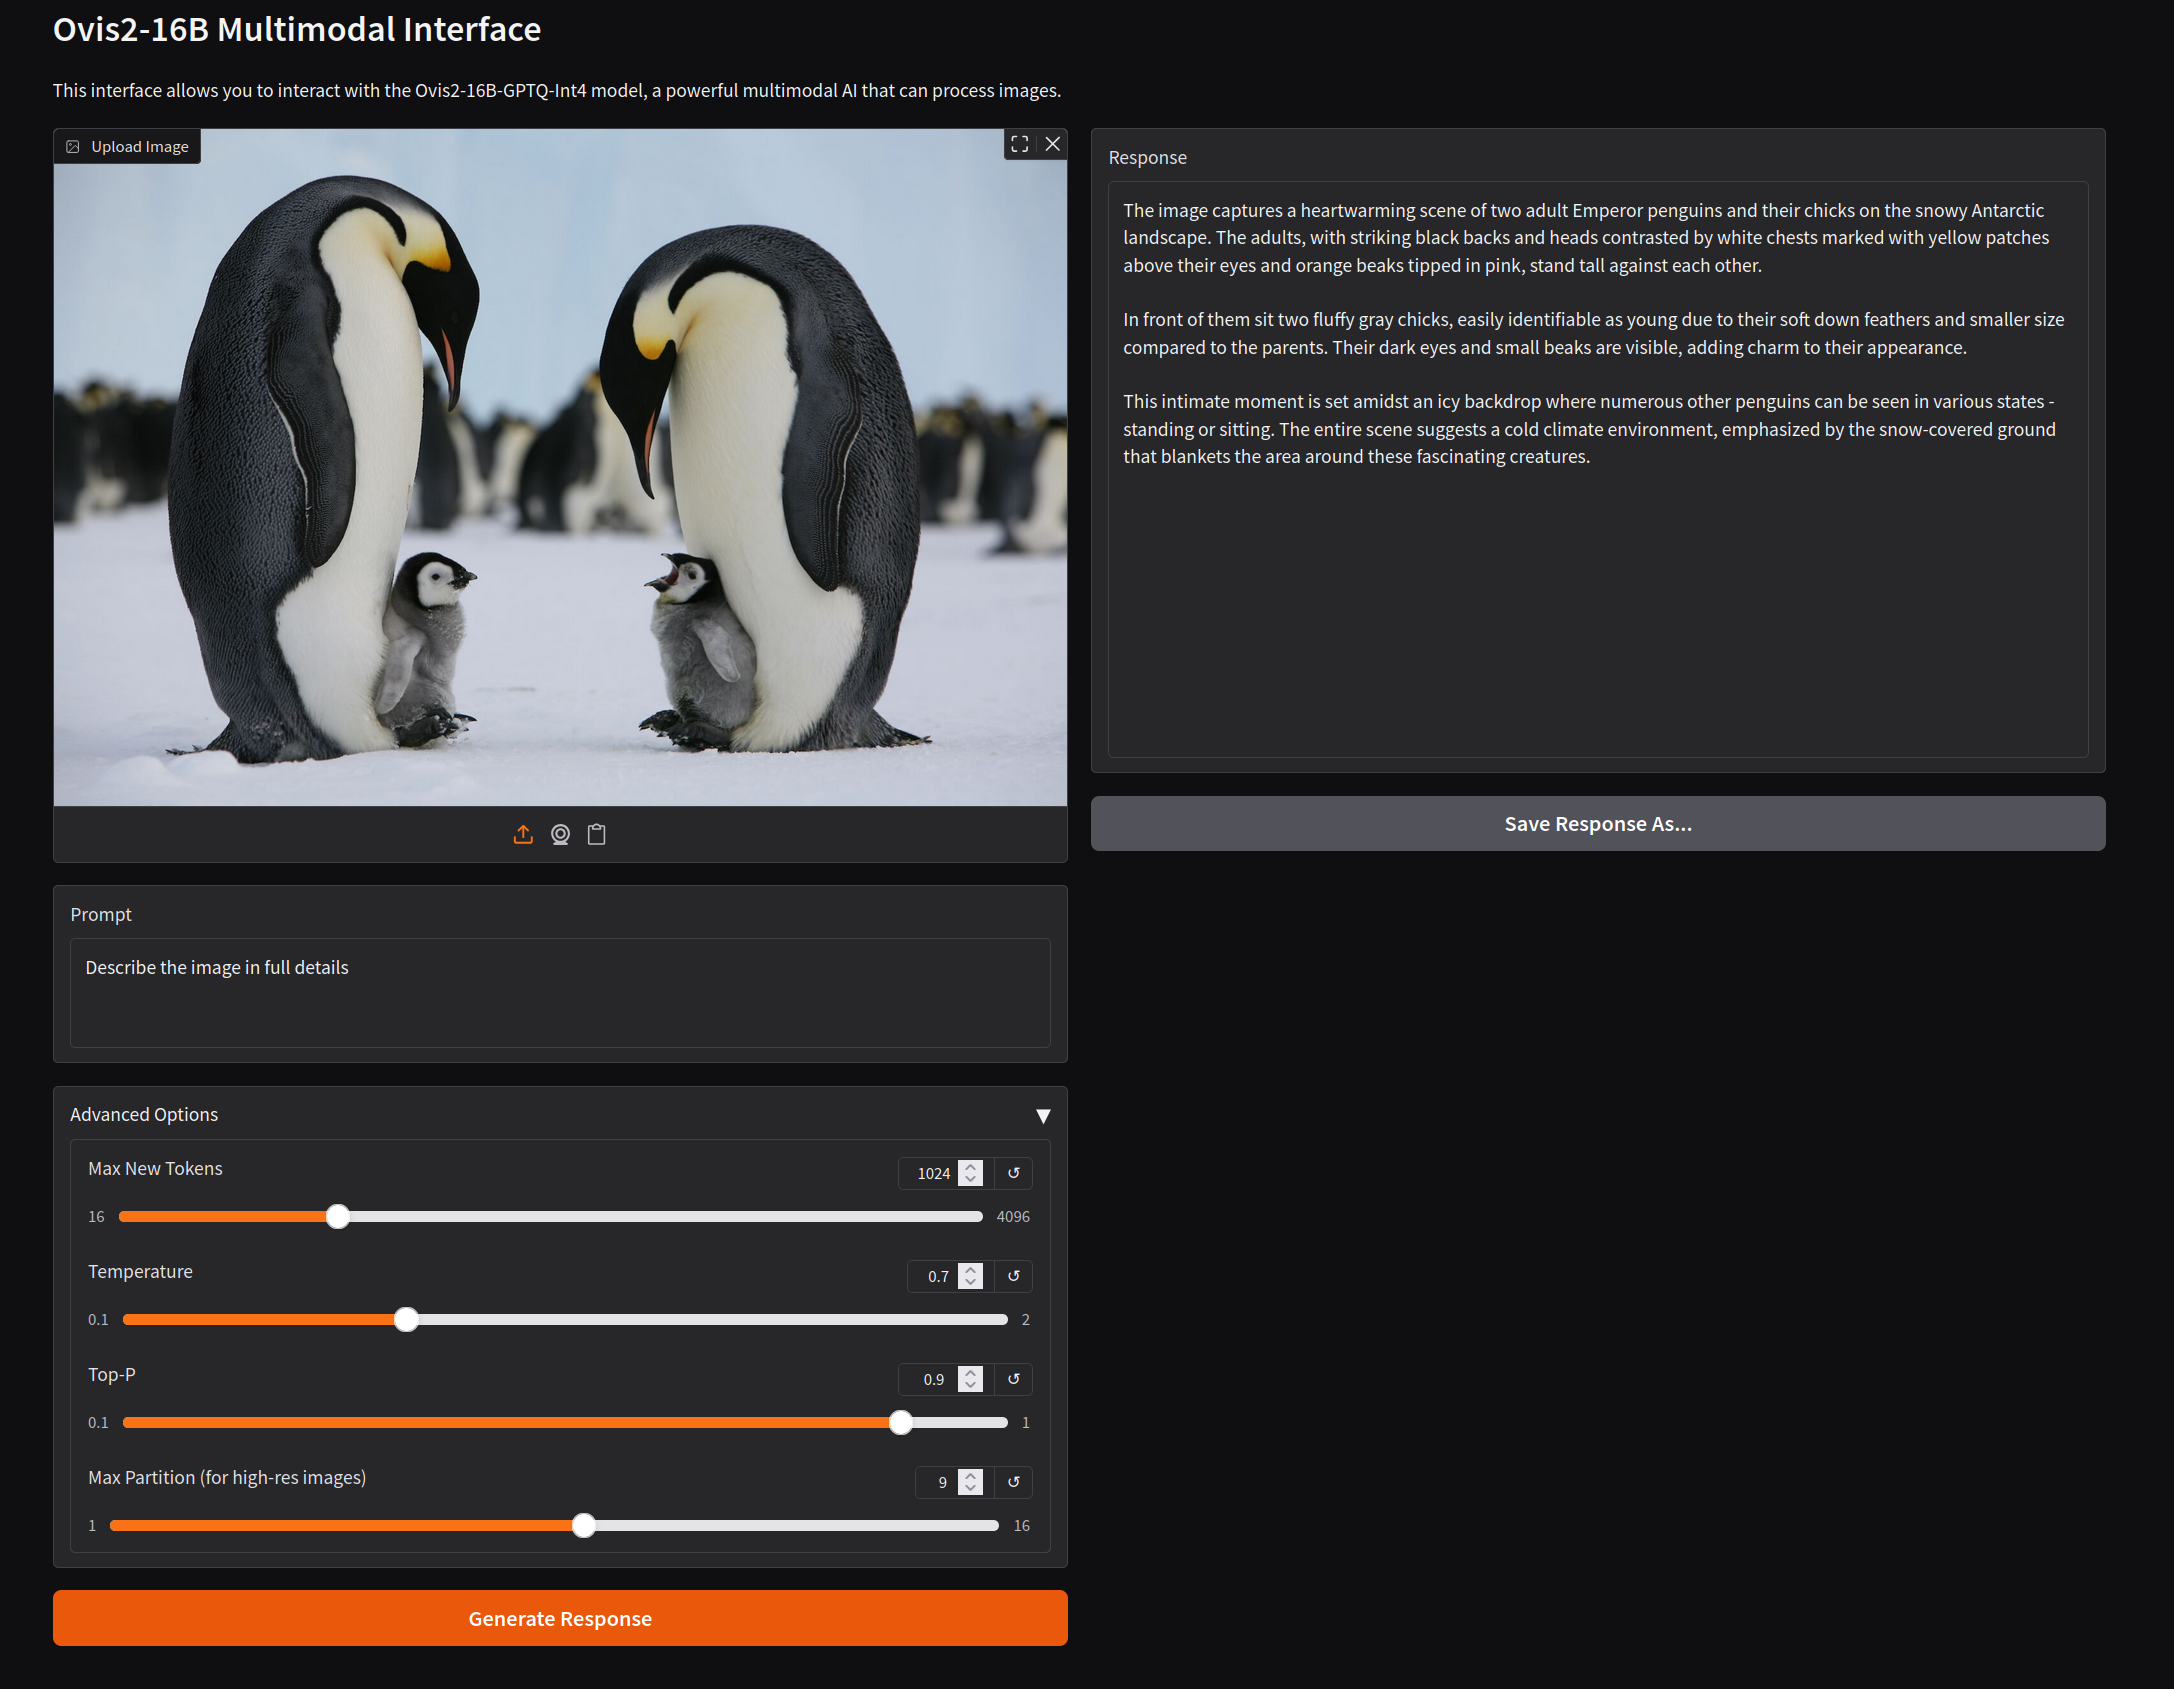 Ovis2-16B Multimodal Interface
This interface allows you to interact with the Ovis2-16B-GPTQ-Int4 model, a powerful multimodal AI that can process images.
Upload Image
Response
The image captures a heartwarming scene of two adult Emperor penguins and their chicks on the snowy Antarctic
landscape. The adults, with striking black backs and heads contrasted by white chests marked with yellow patches
above their eyes and orange beaks tipped in pink, stand tall against each other.
In front of them sit two fluffy gray chicks, easily identifiable as young due to their soft down feathers and smaller size
compared to the parents. Their dark eyes and small beaks are visible, adding charm to their appearance.
This intimate moment is set amidst an icy backdrop where numerous other penguins can be seen in various states -
standing or sitting. The entire scene suggests a cold climate environment, emphasized by the snow-covered ground
that blankets the area around these fascinating creatures.
Save Response As...
Prompt
Describe the image in full details
Advanced Options
Max New Tokens
1024
16
4096
Temperature
0.7
0.1
2
Top-P
0.9
0.1
1
Max Partition (for high-res images)
9
1
16
Generate Response